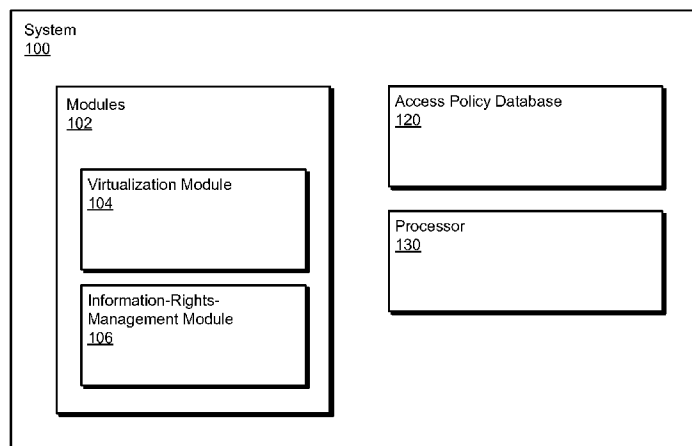 System
100
Modules
102
Virtualization Module
104
Information-Rights-
Management Module
106
Access Policy Database
120
Processor
130